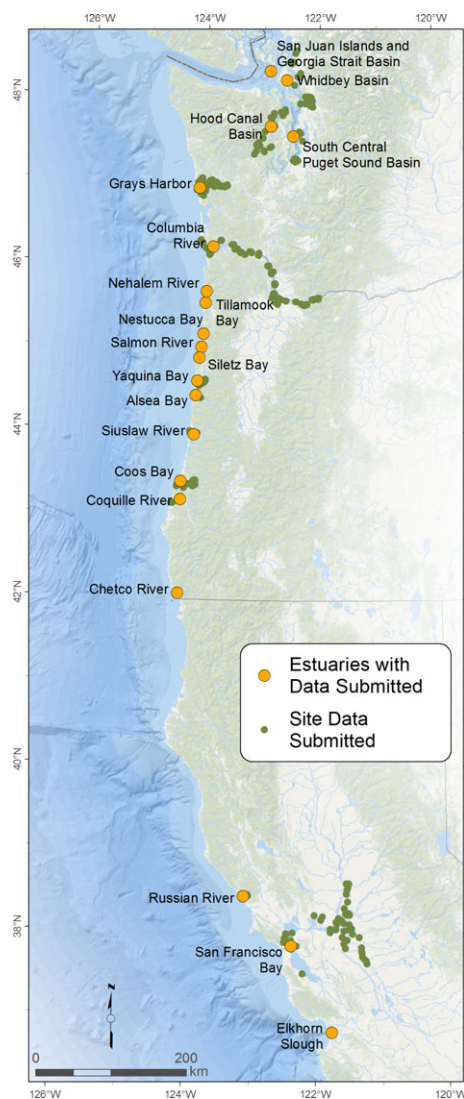 124°W
122°W
120°W
San Juan Islands and
Georgia Strait Basin
Whidbey Basin
48°N
Hood Canal
Basin
South Central
Puget Sound Basin
Grays Harbor
Columbia
River
46°N
Nehalem River
Tillamook
Bay
Nestucca Bay
Salmon River
Siletz Bay
Yaquina Bay
Alsea Bay
44°N
Siuslaw River
Coos Bay
Coquille River
Chetco River
42°N
Estuaries with
Data Submitted
Site Data
Submitted
40°N
Russian River
38°N
San Francisco
Bay
N
Elkhorn
Slough
0 200
km
126°W
124°W
122°W
120°W